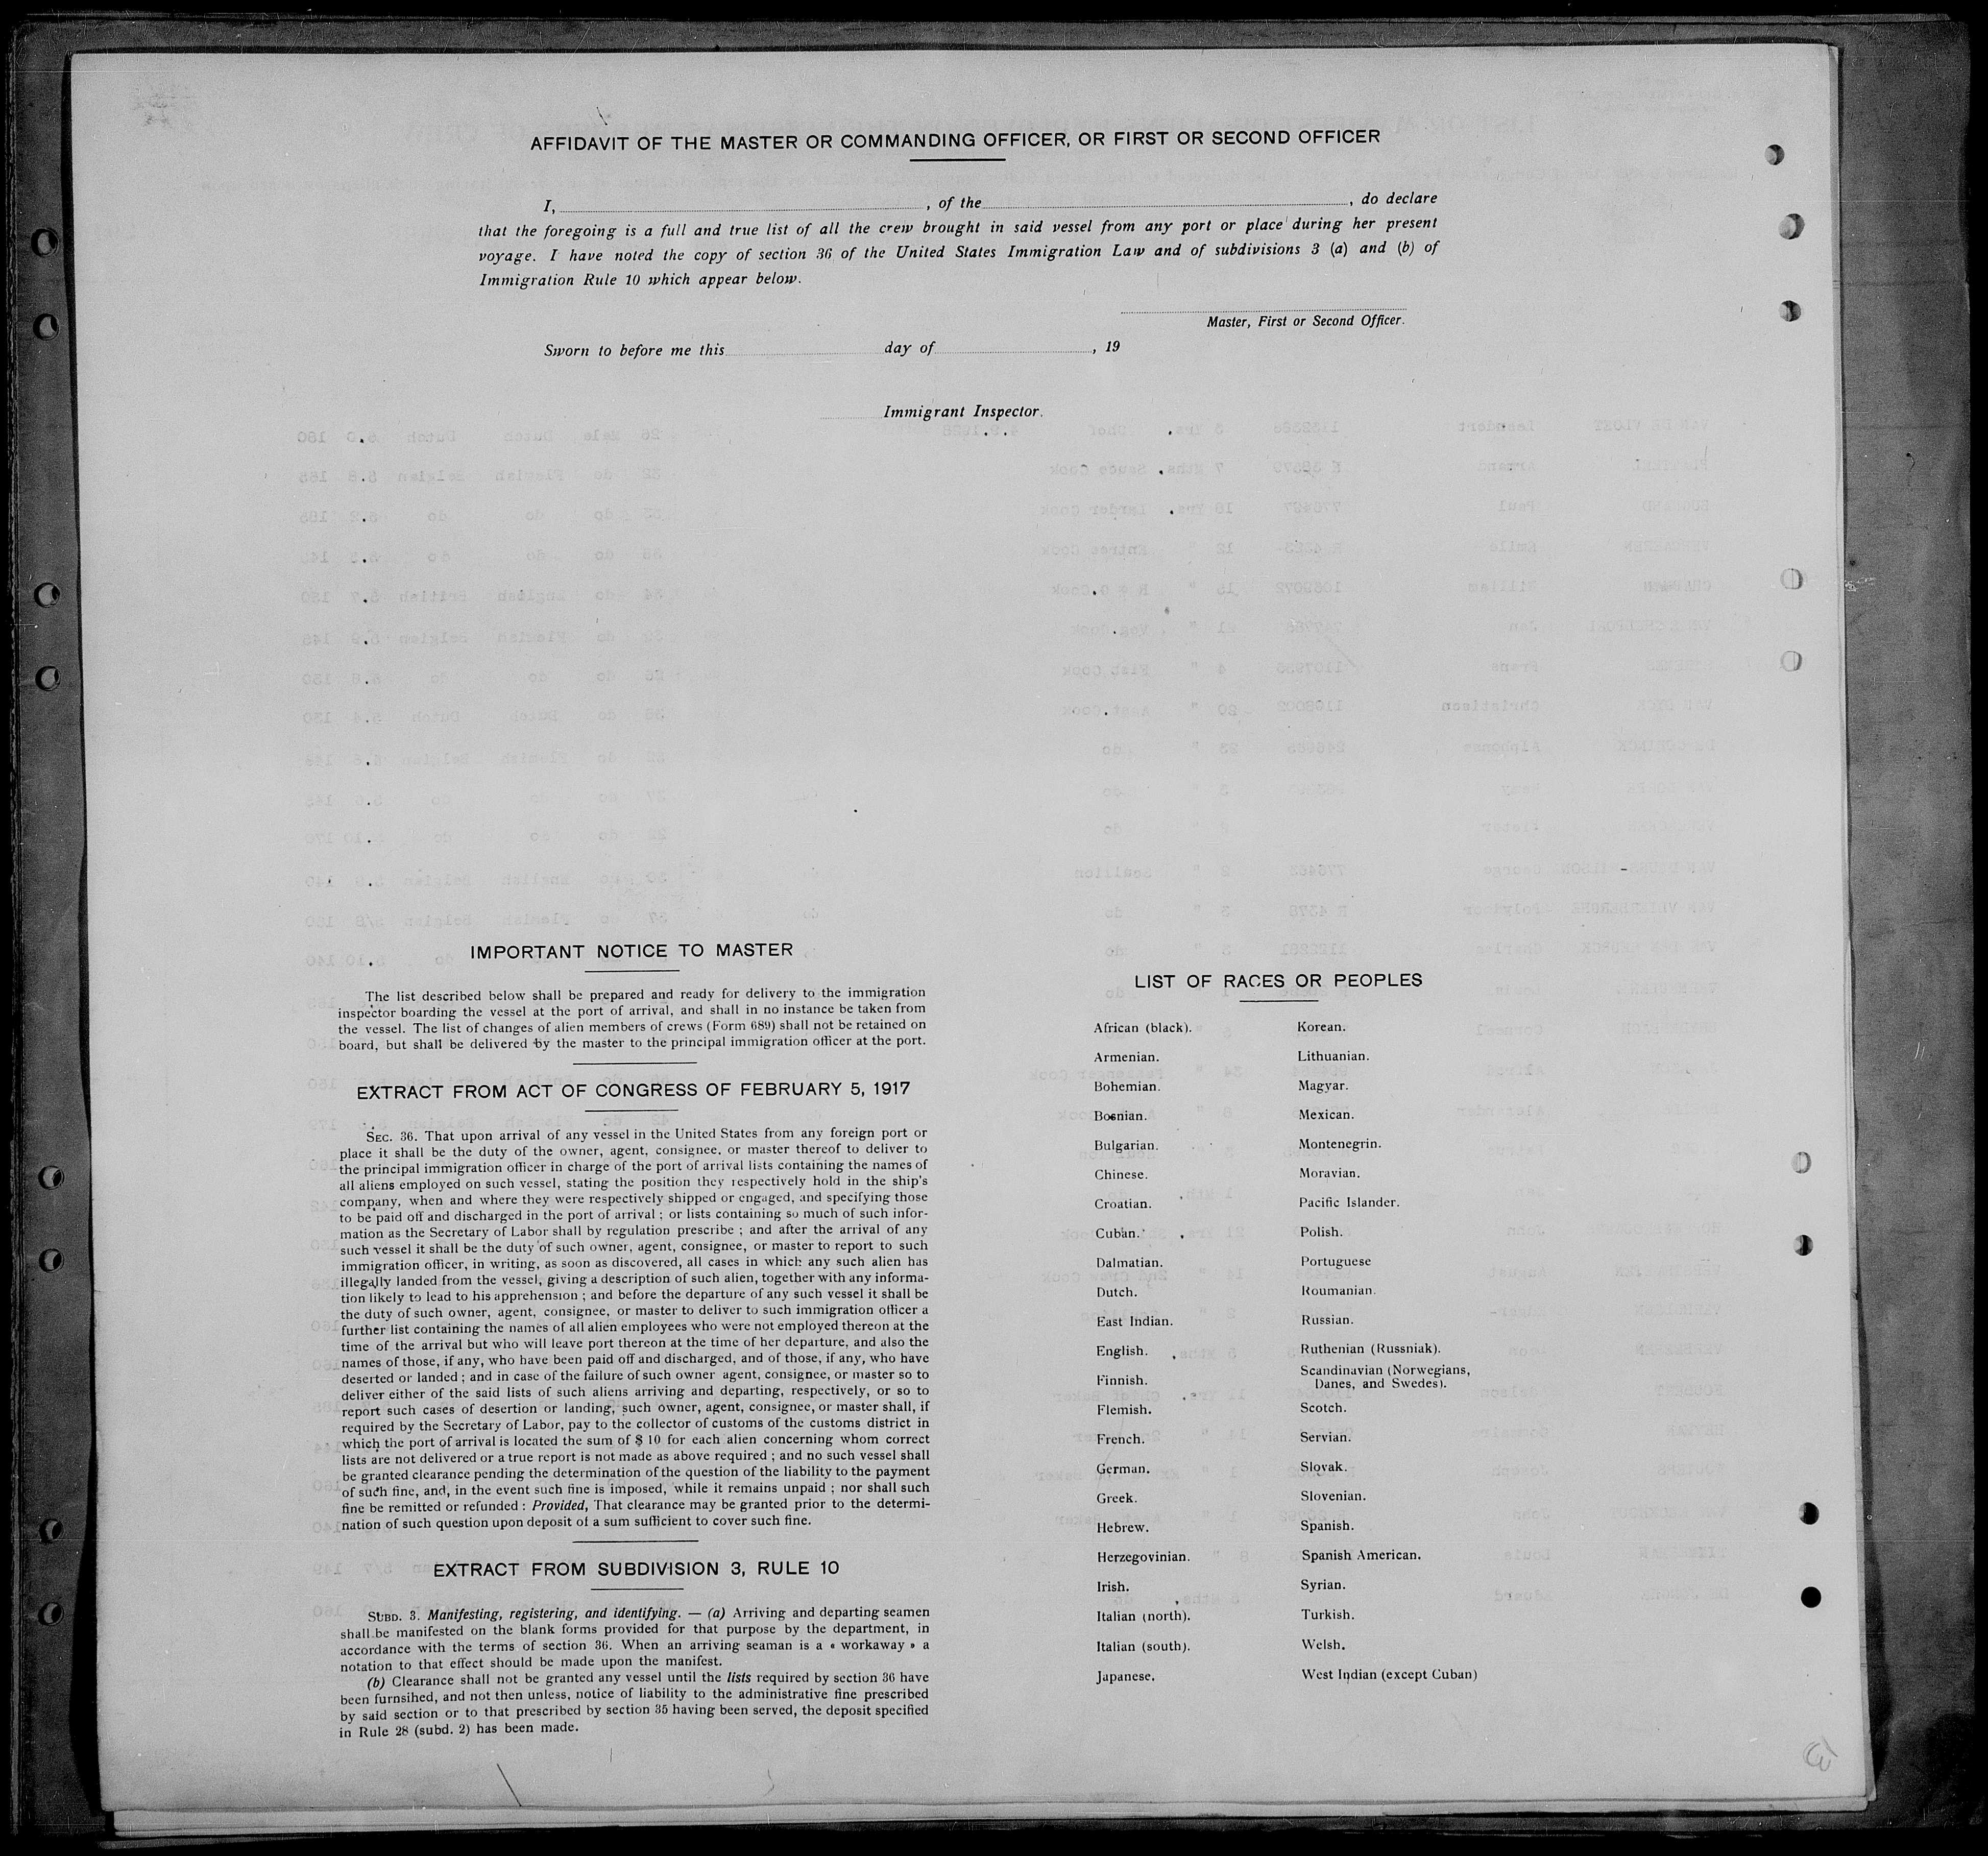 AFFIDAVIT OF THE MASTER OR COMMANDING OFFICER, OR FIRST OR SECOND OFFICER
I, , of the , do declare
that the foregoing is a full and true list of all the crew brought in said vessel from any port or place during her present
voyage. I have noted the copy of section 36 of the United States Immigration Law and of subdivisions 3 (a) and (b) of
Immigration Rule 10 which appear below.
Master, First or Second Officer.
Sworn to before me this day of , 19
Immigrant Inspector.
IMPORTANT NOTICE TO MASTER
The list described below shall be prepared and ready for delivery to the immigration
inspector boarding the vessel at the port of arrival, and shall in no instance be taken from
the vessel. The list of changes of alien members of crews (Form 689) shall not be retained on
board, but shall be delivered by the master to the principal immigration officer at the port.
EXTRACT FROM ACT OF CONGRESS OF FEBRUARY 5, 1917
SEC. 36. That upon arrival of any vessel in the United States from any foreign port or
place it shall be the duty of the owner, agent, consignee. or master thereof to deliver to
the principal immigration officer in charge of the port of arrival lists containing the names of
all aliens employed on such vessel, stating the position they respectively hold in the ship's
company, when and where they were respectively shipped or engaged, and specifying those
to be paid off and discharged in the port of arrival ; or lists containing so much of such infor-
mation as the Secretary of Labor shall by regulation prescribe ; and after the arrival of any
such vessel it shall be the duty of such owner, agent, consignee, or master to report to such
immigration officer, in writing, as soon as discovered, all cases in which any such alien has
illegally landed from the vessel, giving a description of such alien, together with any informa-
tion likely to lead to his apprehension ; and before the departure of any such vessel it shall be
the duty of such owner, agent, consignee, or master to deliver to such immigration officer a
further list containing the names of all alien employees who were not employed thereon at the
time of the arrival but who will leave port thereon at the time of her departure, and also the
names of those, if any, who have been paid off and discharged, and of those, if any, who have
deserted or landed ; and in case of the failure of such owner agent, consignee, or master so to
deliver either of the said lists of such aliens arriving and departing, respectively, or so to
report such cases of desertion or landing, such owner, agent, consignee, or master shall, if
required by the Secretary of Labor, pay to the collector of customs of the customs district in
which the port of arrival is located the sum of $ 10 for each alien concerning whom correct
lists are not delivered or a true report is not made as above required ; and no such vessel shall
be granted clearance pending the determination of the question of the liability to the payment
of such fine, and, in the event such fine is imposed, while it remains unpaid ; nor shall such
fine be remitted or refunded : Provided, That clearance may be granted prior to the determi-
nation of such question upon deposit of a sum sufficient to cover such fine.
EXTRACT FROM SUBDIVISION 3, RULE 10
SUBD. 3. Manifesting, registering, and identifying. — (a) Arriving and departing seamen
shall be manifested on the blank forms provided for that purpose by the department, in
accordance with the terms of section 36. When an arriving seaman is a « workaway » a
notation to that effect should be made upon the manifest.
(b) Clearance shall not be granted any vessel until the lists required by section 36 have
been furnsihed, and not then unless, notice of liability to the administrative fine prescribed
by said section or to that prescribed by section 35 having been served, the deposit specified
in Rule 28 (subd. 2) has been made.
LIST OF RACES OR PEOPLES
African (black).
Armenian.
Bohemian.
Bosnian.
Bulgarian.
Chinese.
Croatian.
Cuban.
Dalmatian.
Dutch.
East Indian.
English.
Finnish.
Flemish.
French.
German.
Greek.
Hebrew.
Herzegovinian.
Irish.
Italian (north).
Italian (south).
Japanese.
Korean.
Lithuanian.
Magyar.
Mexican.
Montenegrin.
Moravian.
Pacific Islander.
Polish.
Portuguese
Roumanian.
Russian.
Ruthenian (Russniak).
Scandinavian (Norwegians,
Danes, and Swedes).
Scotch.
Servian.
Slovak.
Slovenian.
Spanish.
Spanish American.
Syrian.
Turkish.
Welsh.
West Indian (except Cuban)